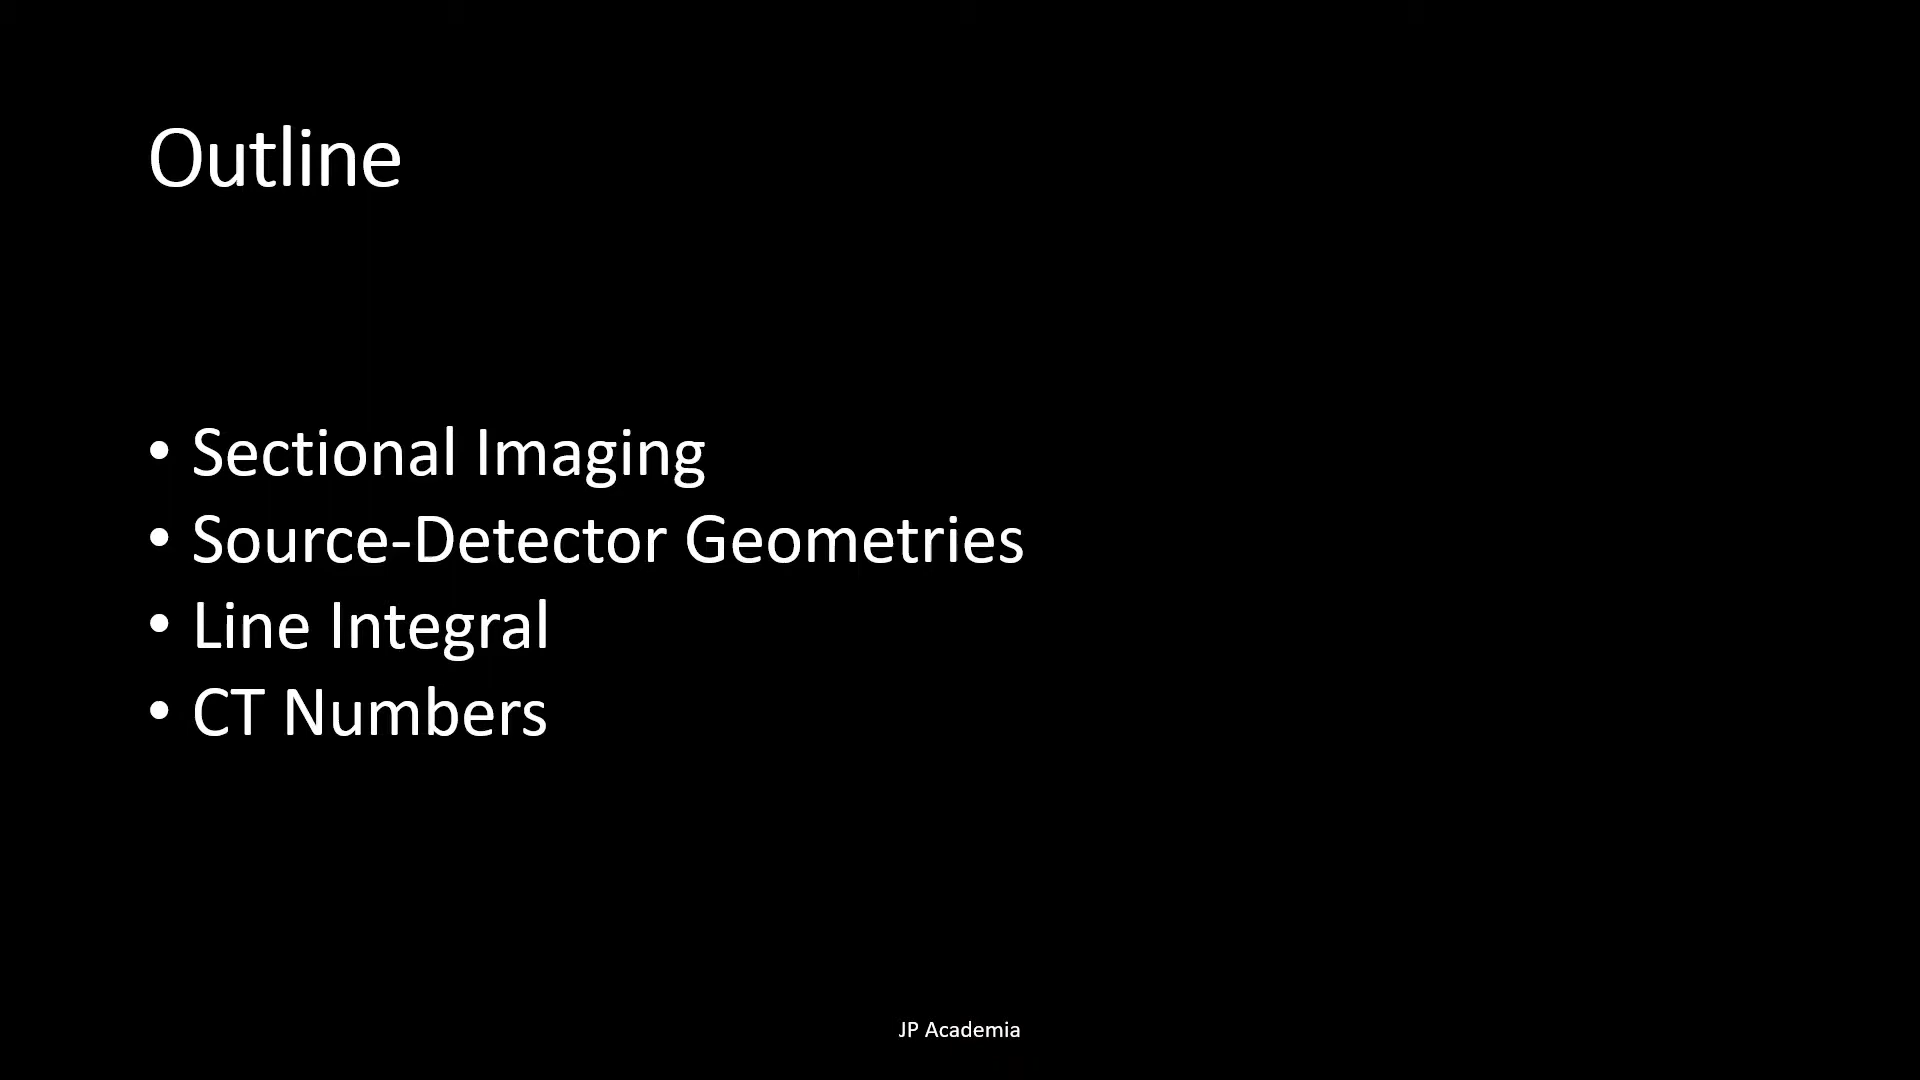 Outline
• Sectional Imaging
• Source-Detector Geometries
• Line Integral
• CT Numbers
JP Academia